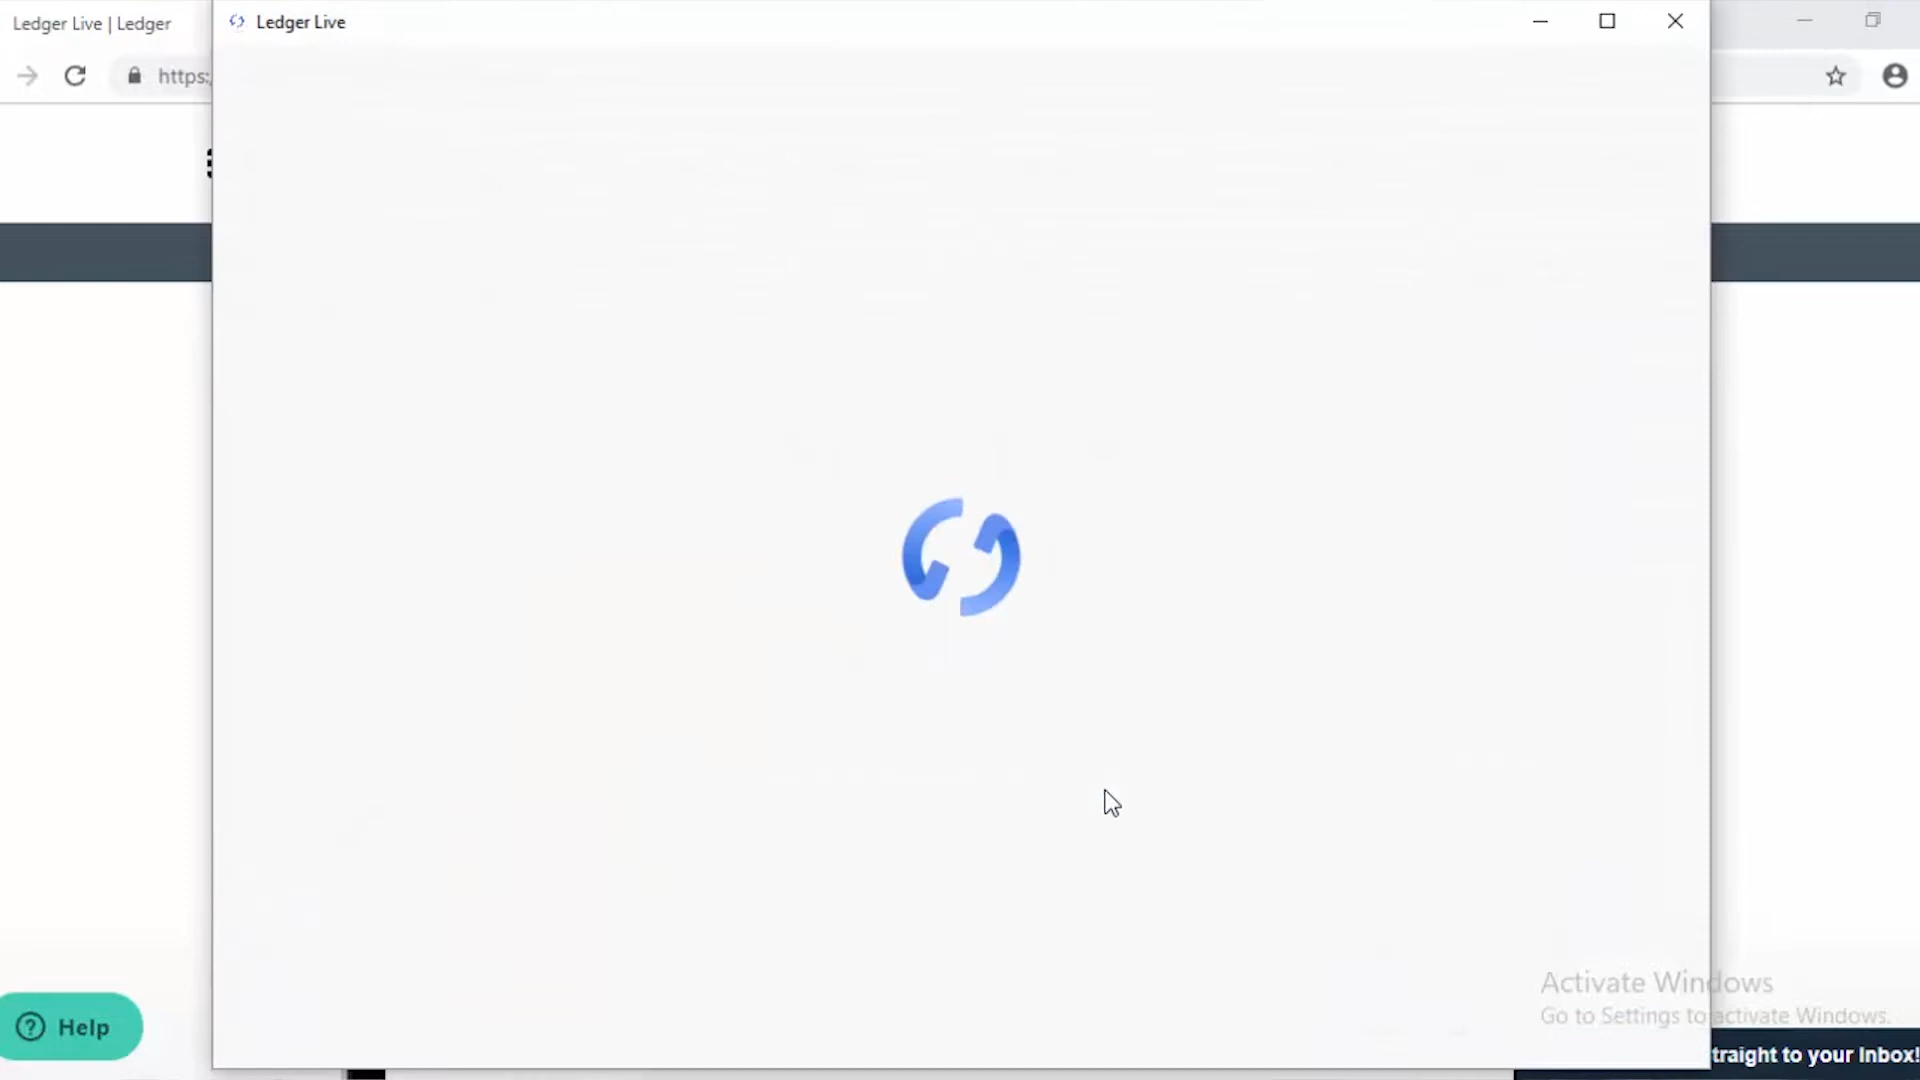 Ledger Live | Ledger
Ledger Live
https:
Activate Windows
Go to Settings to activate Windows.
Help
traight to your Inbox!